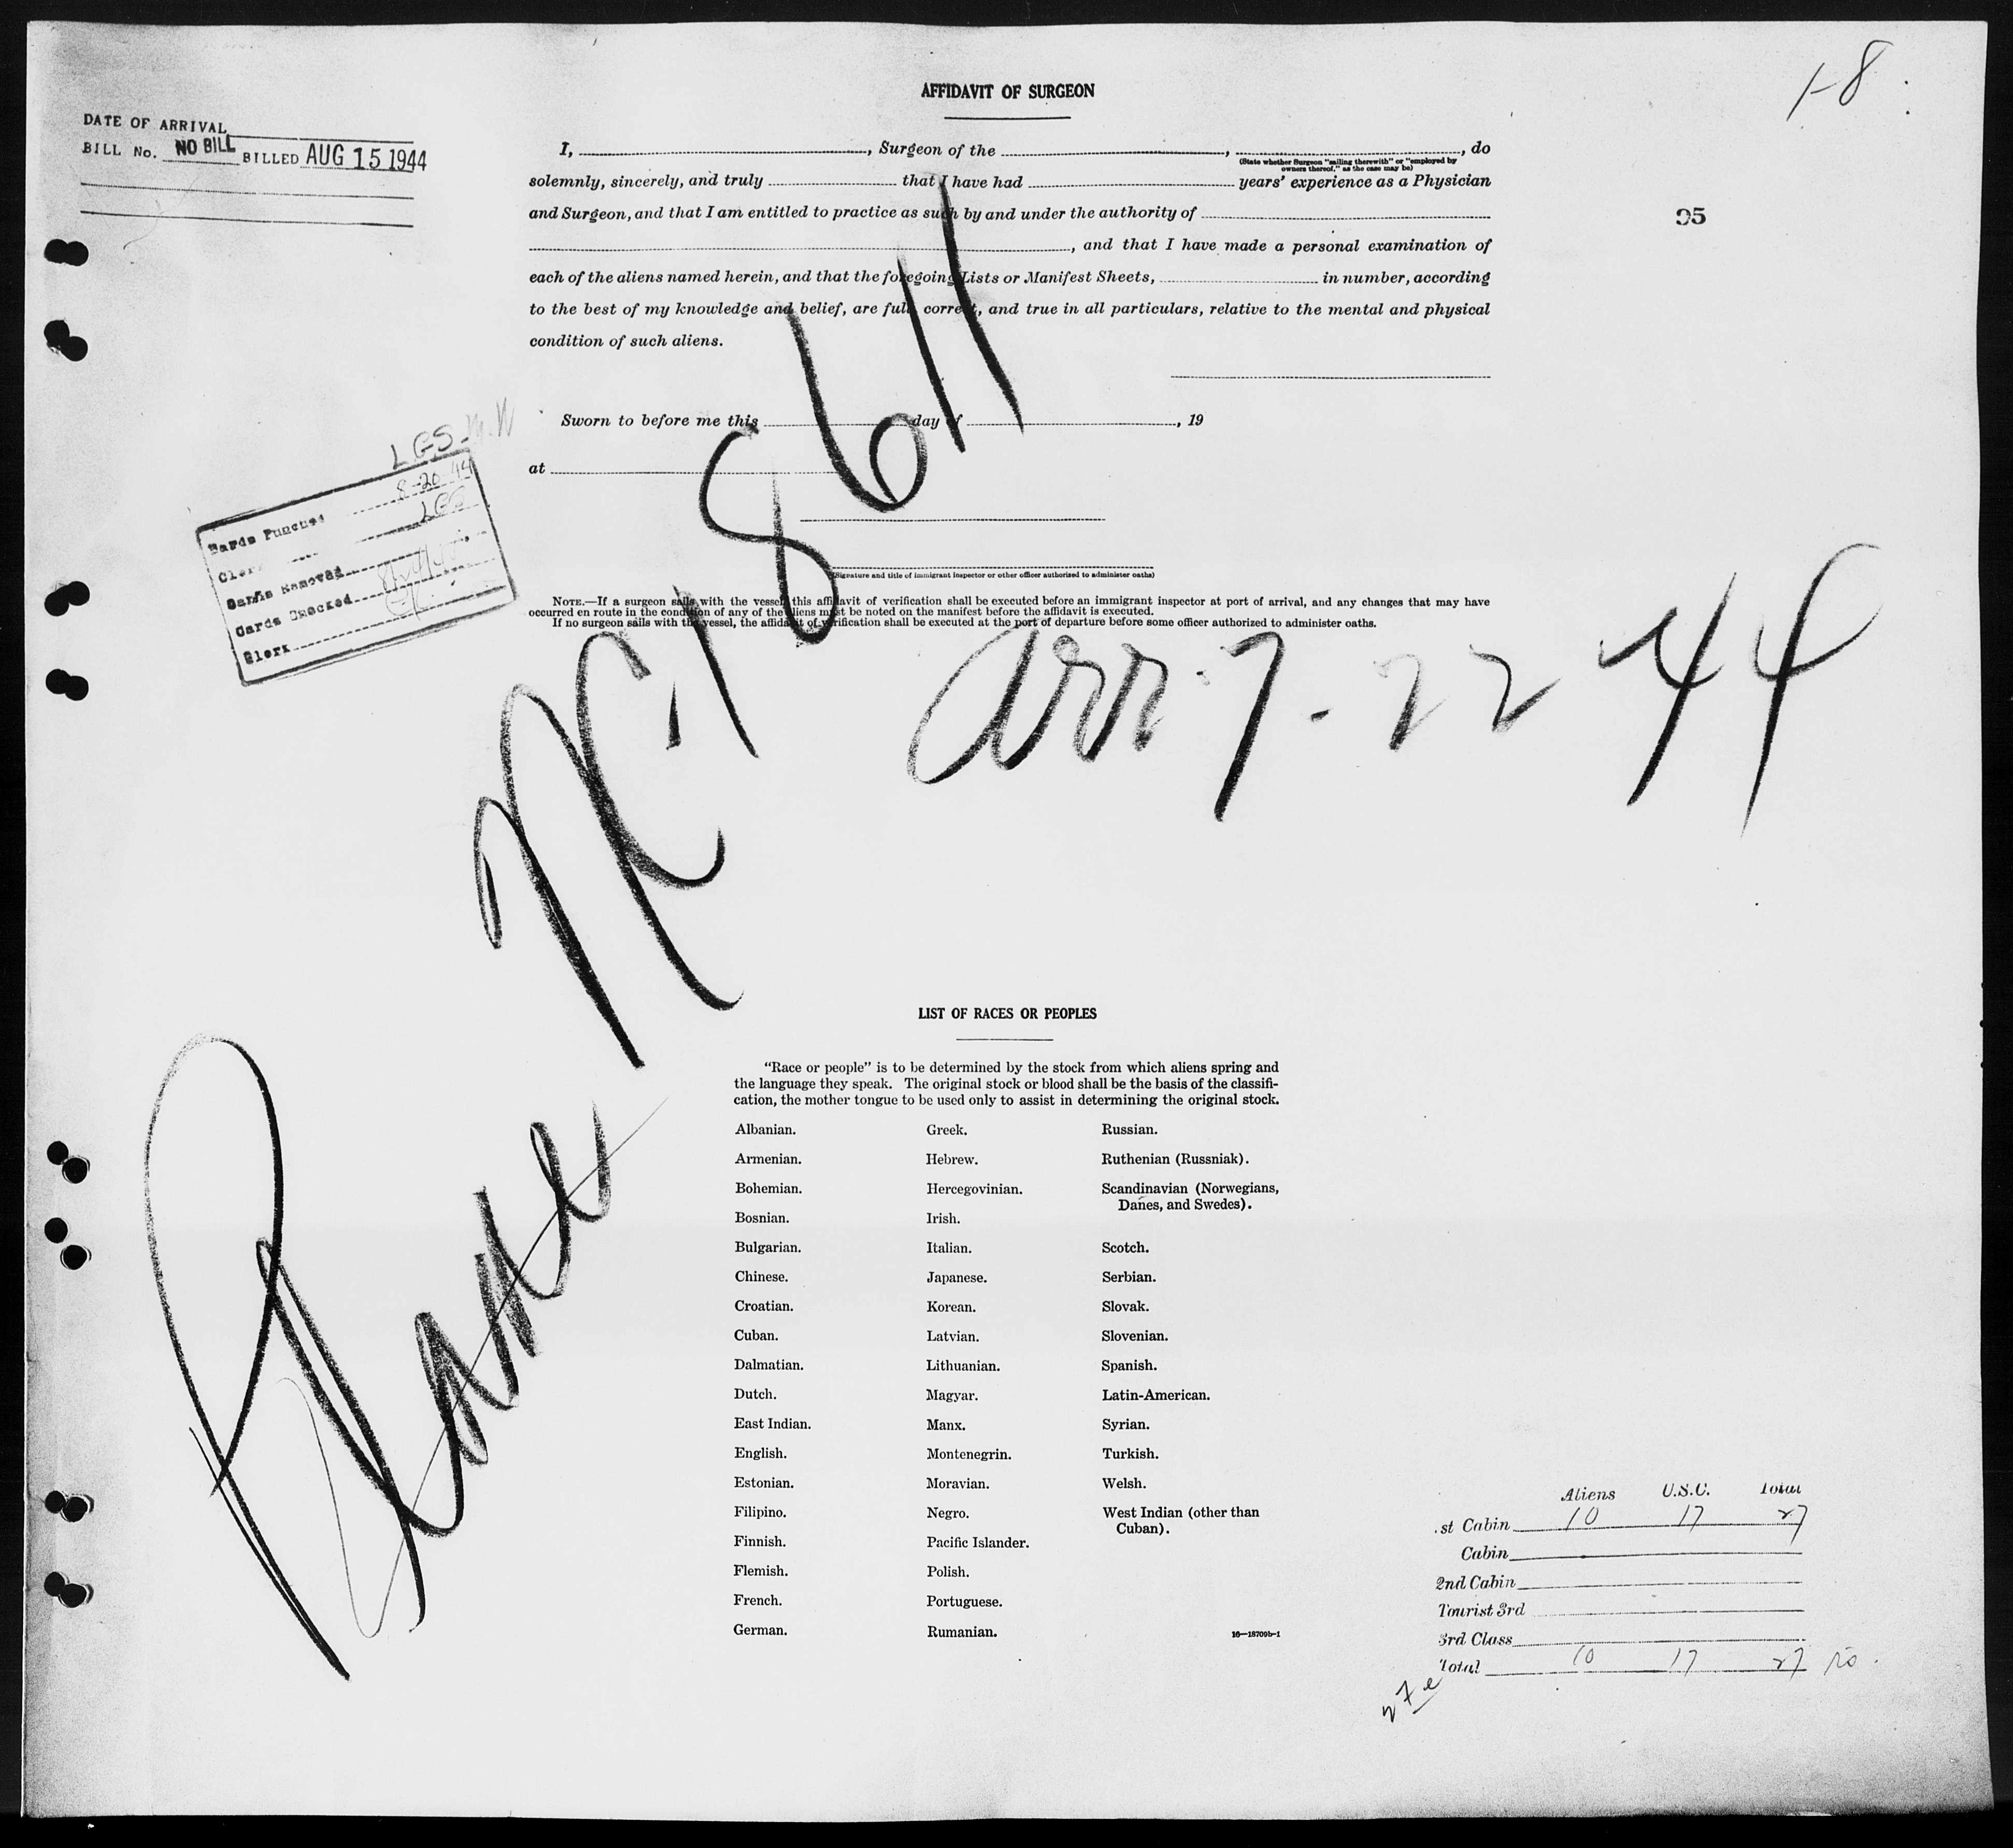 1-8
AFFIDAVIT OF SURGEON
DATE OF ARRIVAL
BILL No. NO BILL BILLED AUG 15 1944
I, , Surgeon of the , , do
(State whether Surgeon "sailing therewith" or "employed by
owners thereof," as the case may be)
solemnly, sincerely, and truly that I have had years' experience as a Physician
and Surgeon, and that I am entitled to practice as such by and under the authority of
95
, and that I have made a personal examination of
each of the aliens named herein, and that the foregoing Lists or Manifest Sheets, in number, according
to the best of my knowledge and belief, are full, correct, and true in all particulars, relative to the mental and physical
condition of such aliens.
Sworn to before me this day of , 19
at
(Signature and title of immigrant inspector or other officer authorized to administer oaths)
NOTE.—If a surgeon sails with the vessel, this affidavit of verification shall be executed before an immigrant inspector at port of arrival, and any changes that may have
occurred en route in the condition of any of the aliens must be noted on the manifest before the affidavit is executed.
If no surgeon sails with the vessel, the affidavit of verification shall be executed at the port of departure before some officer authorized to administer oaths.
LGS
Cards Punched 8-20-44
Clerk LGS
Cards Removed
Cards Checked
Clerk
Plane NC-18611
arr 7-22 44
LIST OF RACES OR PEOPLES
"Race or people" is to be determined by the stock from which aliens spring and
the language they speak. The original stock or blood shall be the basis of the classifi-
cation, the mother tongue to be used only to assist in determining the original stock.
Albanian.
Armenian.
Bohemian.
Bosnian.
Bulgarian.
Chinese.
Croatian.
Cuban.
Dalmatian.
Dutch.
East Indian.
English.
Estonian.
Filipino.
Finnish.
Flemish.
French.
German.
Greek.
Hebrew.
Hercegovinian.
Irish.
Italian.
Japanese.
Korean.
Latvian.
Lithuanian.
Magyar.
Manx.
Montenegrin.
Moravian.
Negro.
Pacific Islander.
Polish.
Portuguese.
Rumanian.
Russian.
Ruthenian (Russniak).
Scandinavian (Norwegians,
Danes, and Swedes).
Scotch.
Serbian.
Slovak.
Slovenian.
Spanish.
Latin-American.
Syrian.
Turkish.
Welsh.
West Indian (other than
Cuban).
16—18709b-1
Aliens U.S.C. Total
st Cabin 10 17 27
Cabin
2nd Cabin
Tourist 3rd
3rd Class
Total 10 17 27
27e